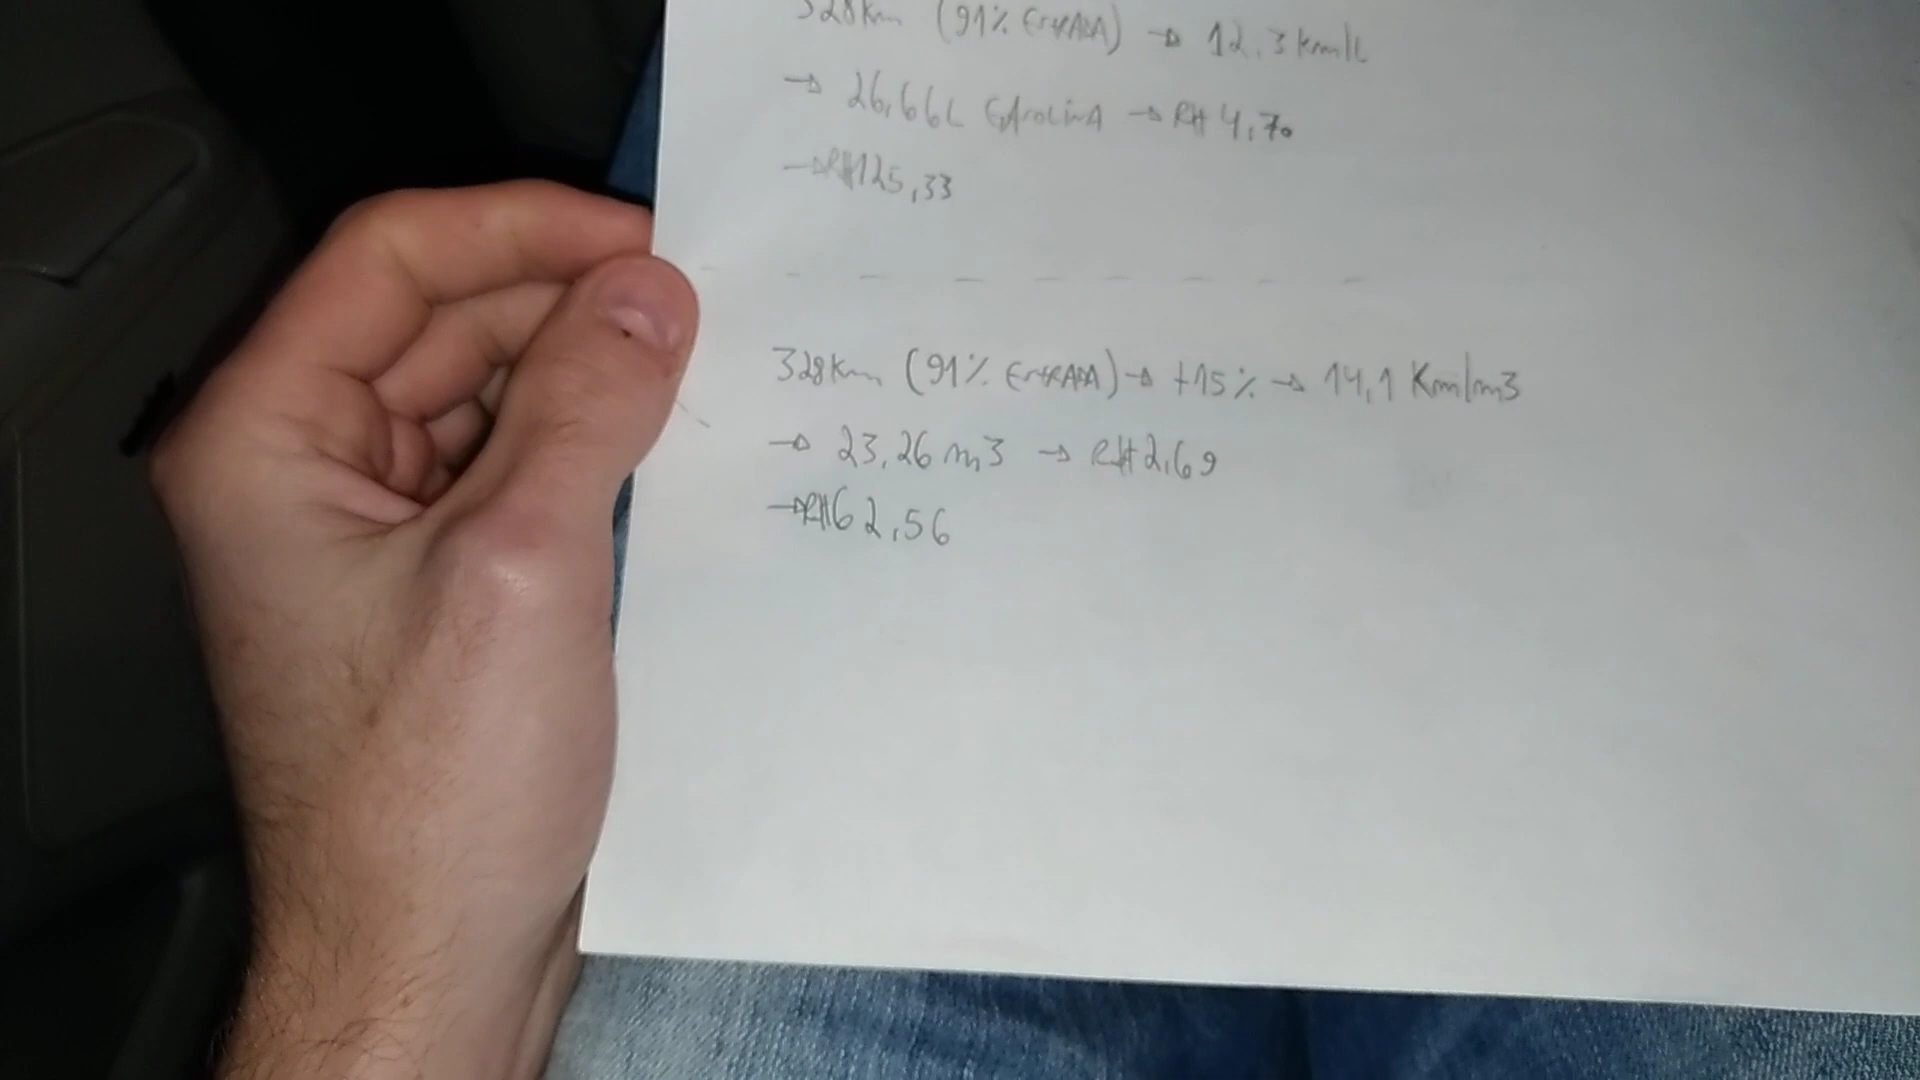 328Km (91% EstRADA) → 12,3 Km/L
→ 26,66L GAsolinA → R$ 4,70
→ R$125,33
328Km (91% EstRADA) → +15% → 14,1 Km/m3
→ 23,26 m3 → R$ 2,69
→ R$62,56